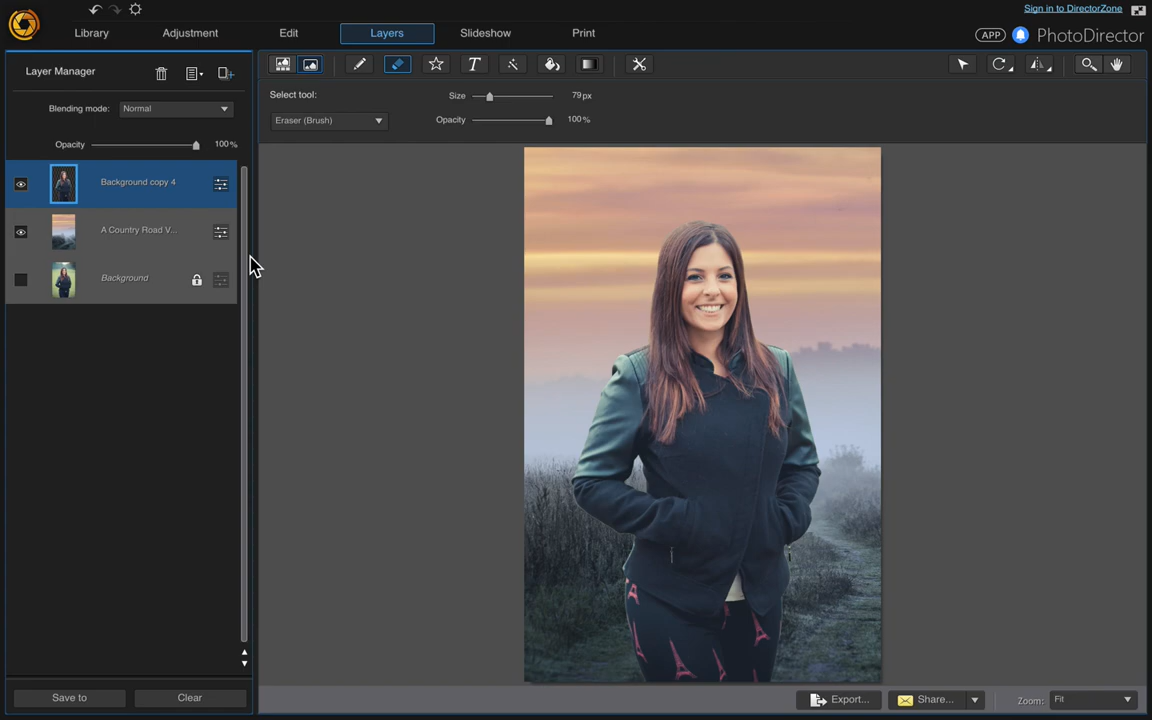 Sign in to DirectorZone
Library
Adjustment
Edit
Layers
Slideshow
Print
APP
PhotoDirector
Layer Manager
T
Select tool:
Size
79px
Blending mode:
Normal
Eraser (Brush)
Opacity
100%
Opacity
100%
Background copy 4
A Country Road V...
Background
Save to
Clear
Export...
Share...
Zoom:
Fit